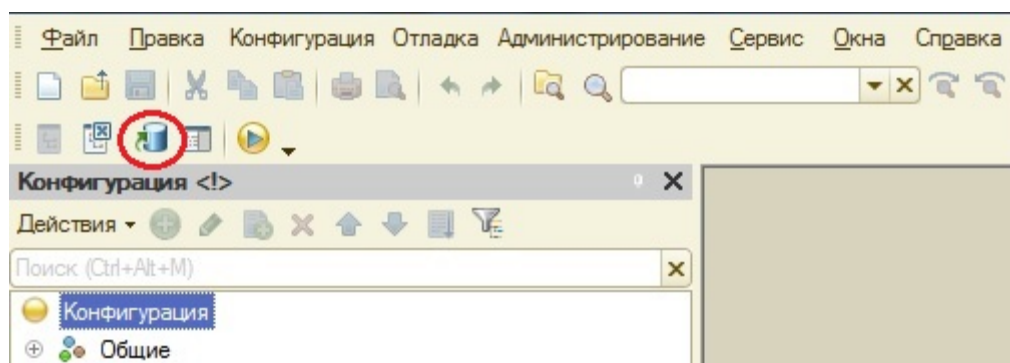 Файл Правка Конфигурация Отладка Администрирование Сервис Окна Справка
Конфигурация <!>
Действия
Поиск (Ctrl+Alt+M)
Конфигурация
Общие